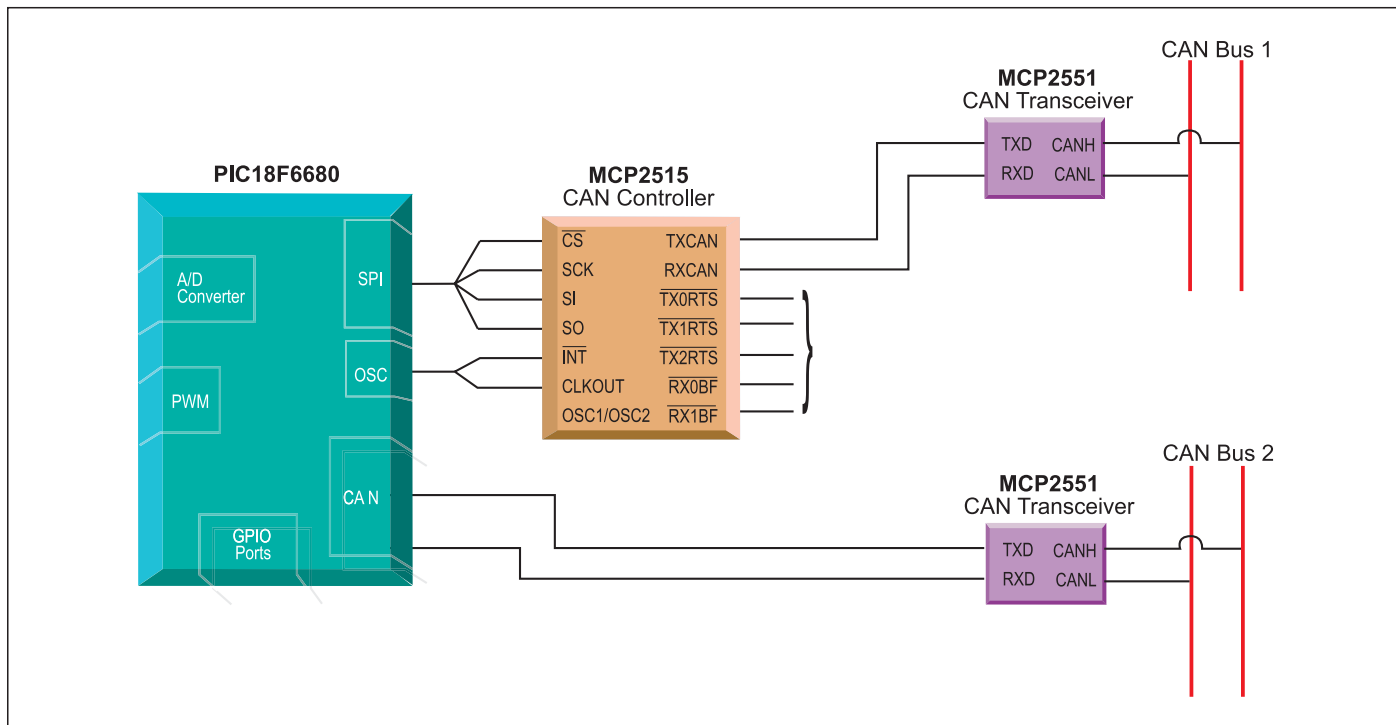 CAN Bus 1
MCP2551
CAN Transceiver
TXD CANH
RXD CANL
PIC18F6680
A/D
Converter
PWM
GPIO
Ports
SPI
OSC
CA N
MCP2515
CAN Controller
CS TXCAN
SCK RXCAN
SI TX0RTS
SO TX1RTS
INT TX2RTS
CLKOUT RX0BF
OSC1/OSC2 RX1BF
CAN Bus 2
MCP2551
CAN Transceiver
TXD CANH
RXD CANL